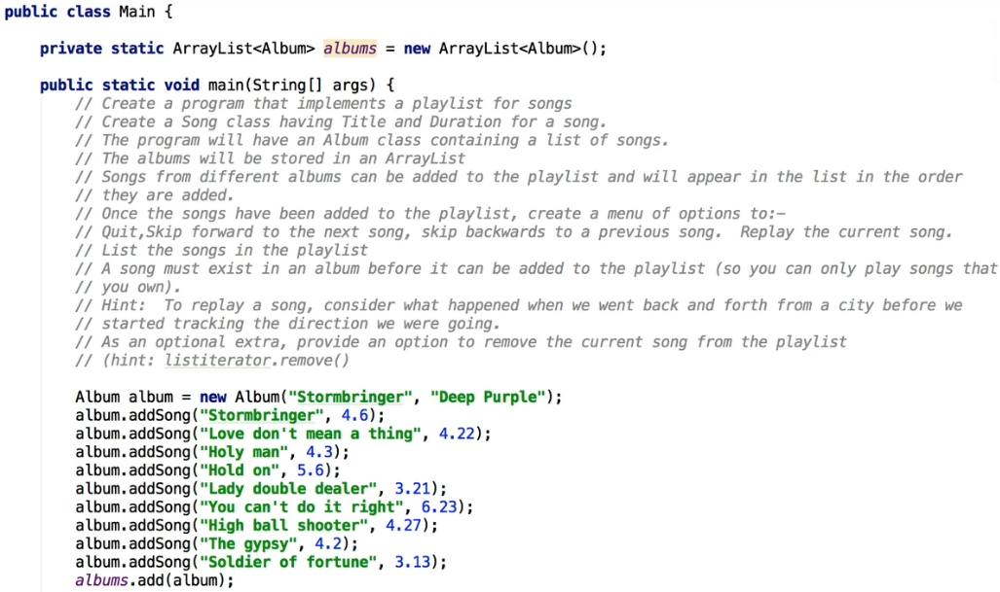 public class Main {
private static ArrayList<Album> albums = new ArrayList<Album>();
public static void main(String[] args) {
// Create a program that implements a playlist for songs
// Create a Song class having Title and Duration for a song.
// The program will have an Album class containing a list of songs.
// The albums will be stored in an ArrayList
// Songs from different albums can be added to the playlist and will appear in the list in the order
// they are added.
// Once the songs have been added to the playlist, create a menu of options to:-
// Quit,Skip forward to the next song, skip backwards to a previous song.  Replay the current song.
// List the songs in the playlist
// A song must exist in an album before it can be added to the playlist (so you can only play songs that
// you own).
// Hint:  To replay a song, consider what happened when we went back and forth from a city before we
// started tracking the direction we were going.
// As an optional extra, provide an option to remove the current song from the playlist
// (hint: listiterator.remove()
Album album = new Album("Stormbringer", "Deep Purple");
album.addSong("Stormbringer", 4.6);
album.addSong("Love don't mean a thing", 4.22);
album.addSong("Holy man", 4.3);
album.addSong("Hold on", 5.6);
album.addSong("Lady double dealer", 3.21);
album.addSong("You can't do it right", 6.23);
album.addSong("High ball shooter", 4.27);
album.addSong("The gypsy", 4.2);
album.addSong("Soldier of fortune", 3.13);
albums.add(album);